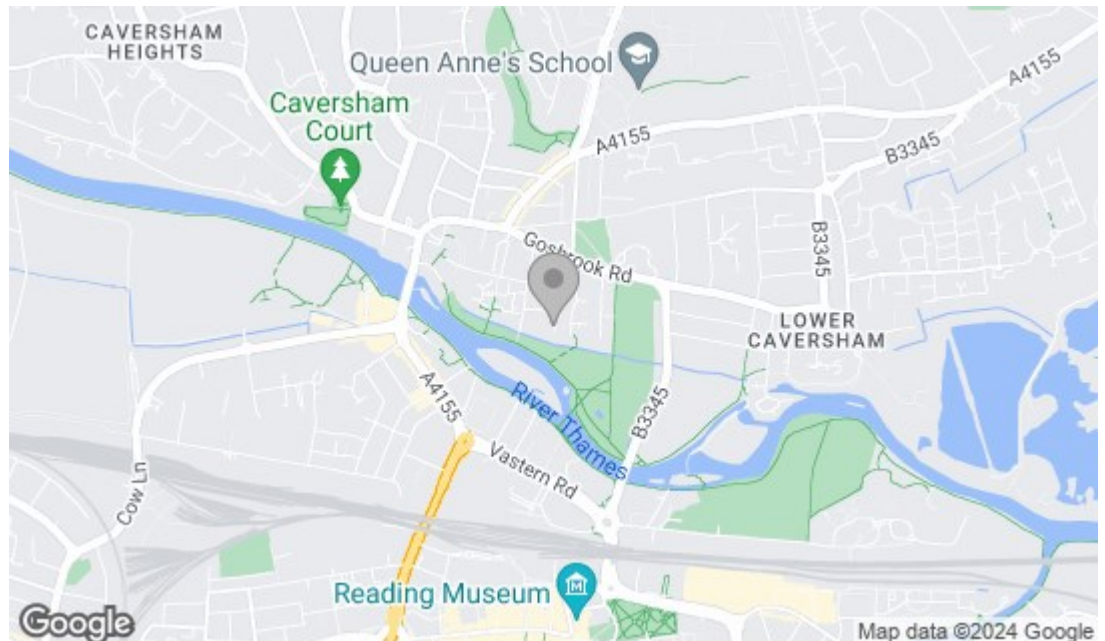 CAVERSHAM
HEIGHTS
Queen Anne's School
A4155
Caversham
Court
A4155
B3345
B3345
Gosbrook Rd
LOWER
CAVERSHAM
A4155
River Thames
B3345
Vastern Rd
Cow Ln
Reading Museum
M
Google
Map data ©2024 Google